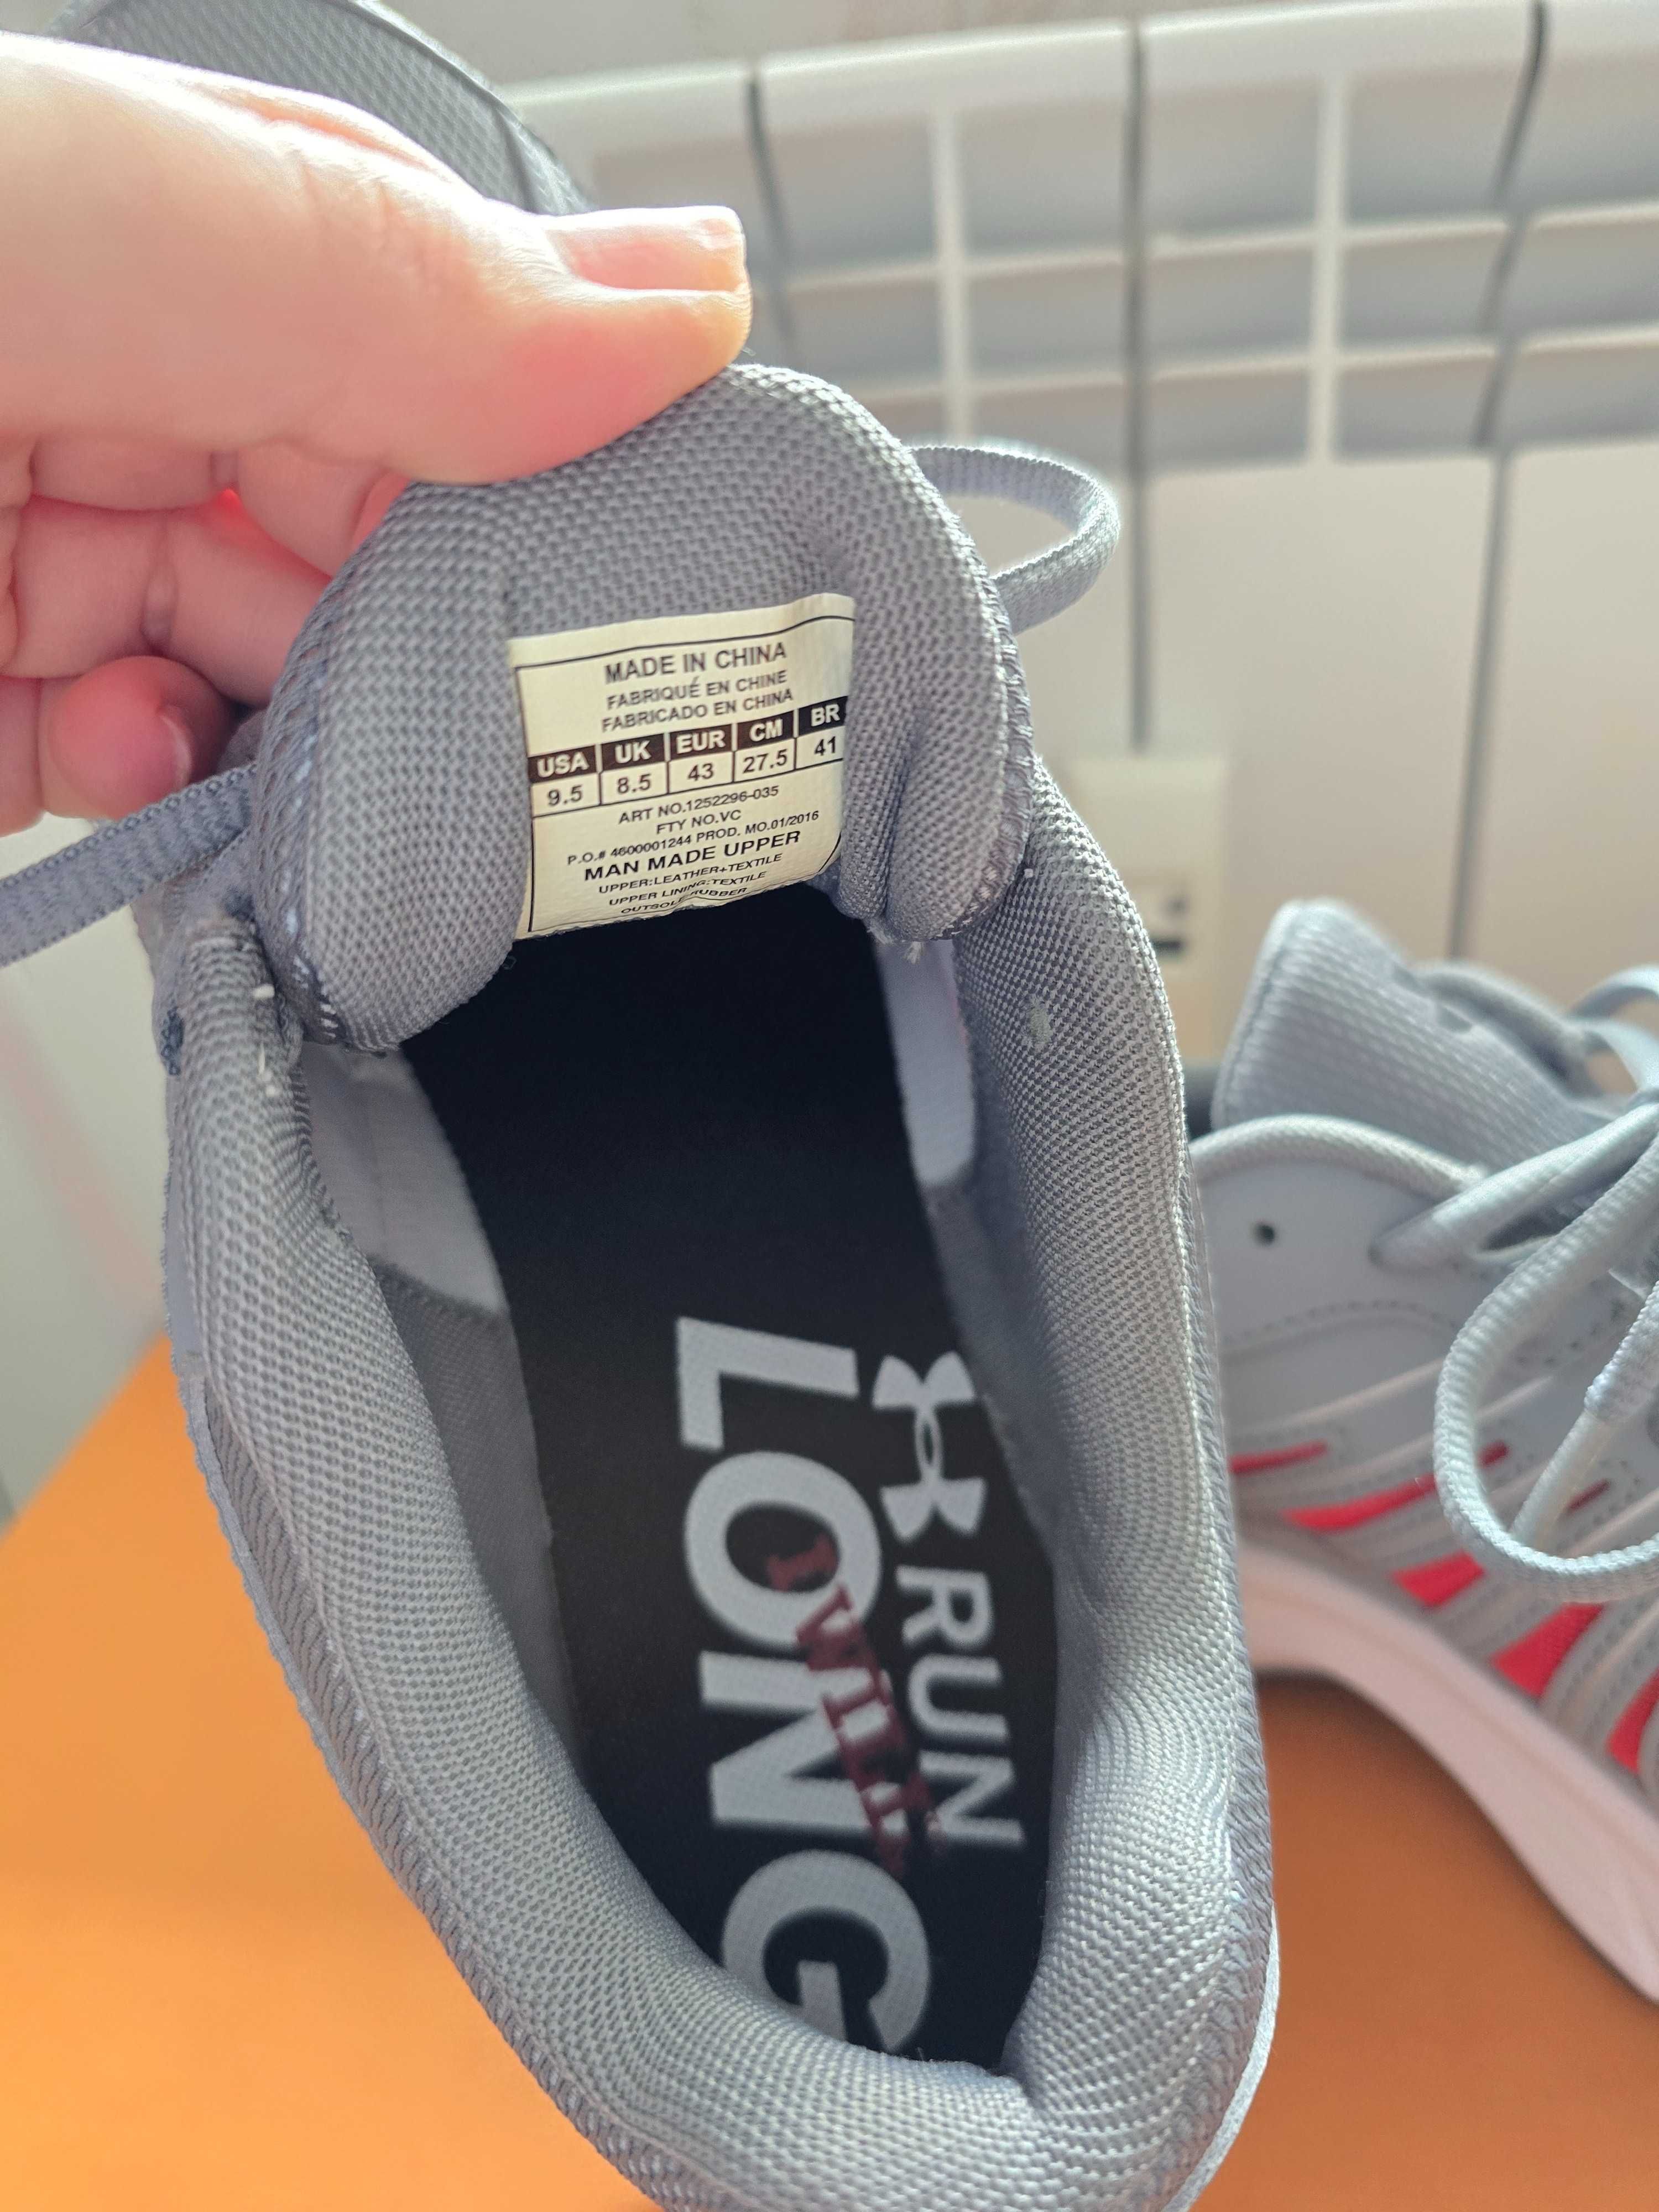 MADE IN CHINA
FABRIQUÉ EN CHINE
FABRICADO EN CHINA
USA UK EUR CM BR
9.5 8.5 43 27.5 41
ART NO.1252296-035
FTY NO.VC
P.O.# 4600001244 PROD. MO.01/2016
MAN MADE UPPER
UPPER:LEATHER+TEXTILE
UPPER LINING:TEXTILE
OUTSOLE:RUBBER
RUN
LONG
I WILL